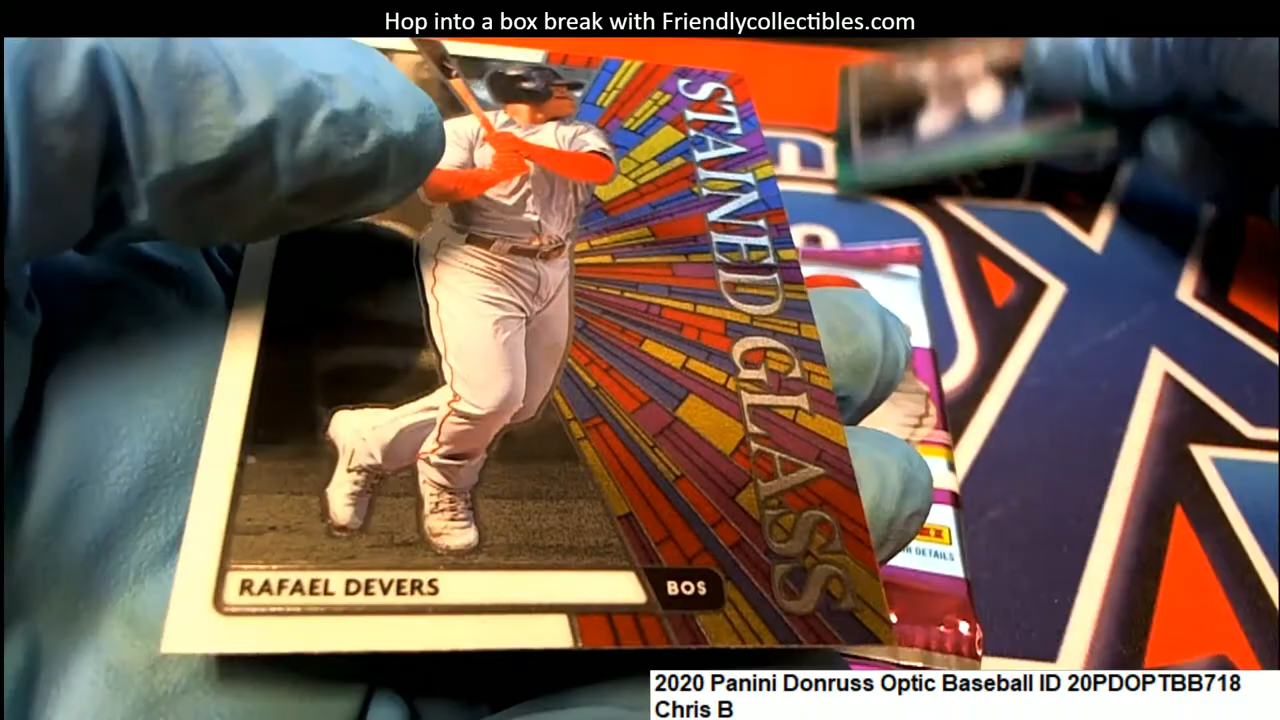 Hop into a box break with Friendlycollectibles.com
STAINED GLASS
RAFAEL DEVERS
BOS
DETAILS
2020 Panini Donruss Optic Baseball ID 20PDOPTBB718
Chris B